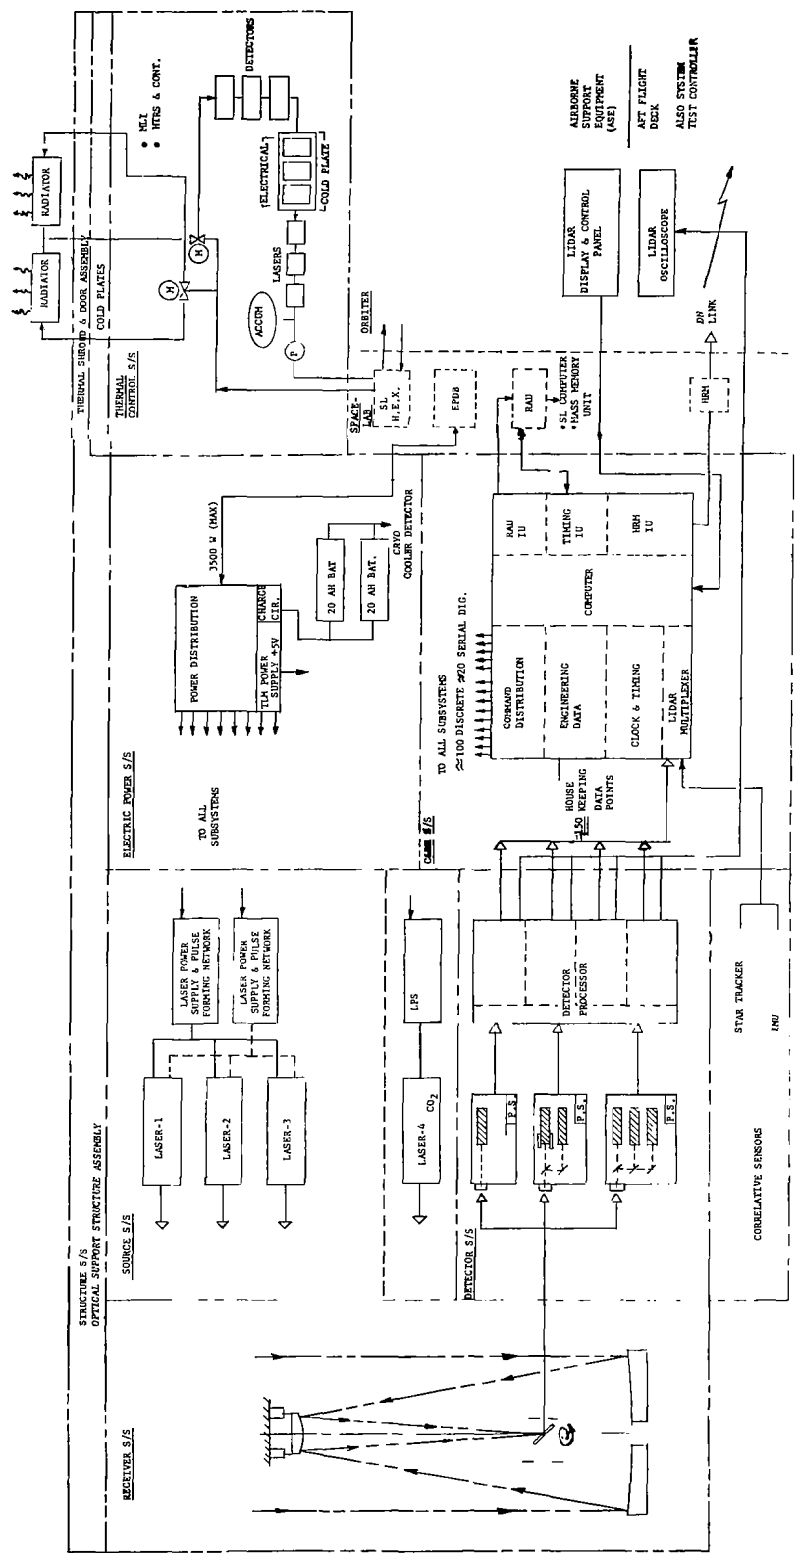 STRUCTURE S/S
OPTICAL SUPPORT STRUCTURE ASSEMBLY
THERMAL SHROUD & DOOR ASSEMBLY
COLD PLATES
RECEIVER S/S
SOURCE S/S
LASER-1
LASER-2
LASER-3
LASER POWER
SUPPLY & PULSE
FORMING NETWORK
LASER POWER
SUPPLY & PULSE
FORMING NETWORK
LASER-4
CO2
LPS
DETECTOR S/S
P.S.
P.S.
P.S.
DETECTOR
PROCESSOR
CORRELATIVE SENSORS
STAR TRACKER
IMU
ELECTRIC POWER S/S
TO ALL
SUBSYSTEMS
POWER DISTRIBUTION
TLM POWER
SUPPLY +5V
CHARGE
CIR.
3500 W (MAX)
20 AH BAT
20 AH BAT.
CRYO
COOLER DETECTOR
S/S
TO ALL SUBSYSTEMS
≈100 DISCRETE ≈20 SERIAL DIG.
COMMAND
DISTRIBUTION
ENGINEERING
DATA
CLOCK & TIMING
LIDAR
MULTIPLEXER
COMPUTER
RAU
IU
TIMING
IU
HRM
IU
HOUSE
KEEPING
DATA
POINTS
≈150
THERMAL
CONTROL S/S
RADIATOR
RADIATOR
M
M
• MLI
• HTRS & CONT.
DETECTORS
ELECTRICAL
COLD PLATE
LASERS
ACCUM
P
ORBITER
SPACE-
LAB
SL
H.E.X.
EPDB
RAU
•SL COMPUTER
•MASS MEMORY
UNIT
HRM
DN
LINK
LIDAR
DISPLAY & CONTROL
PANEL
LIDAR
OSCILLOSCOPE
AIRBORNE
SUPPORT
EQUIPMENT
(ASE)
AFT FLIGHT
DECK
ALSO SYSTEM
TEST CONTROLLER